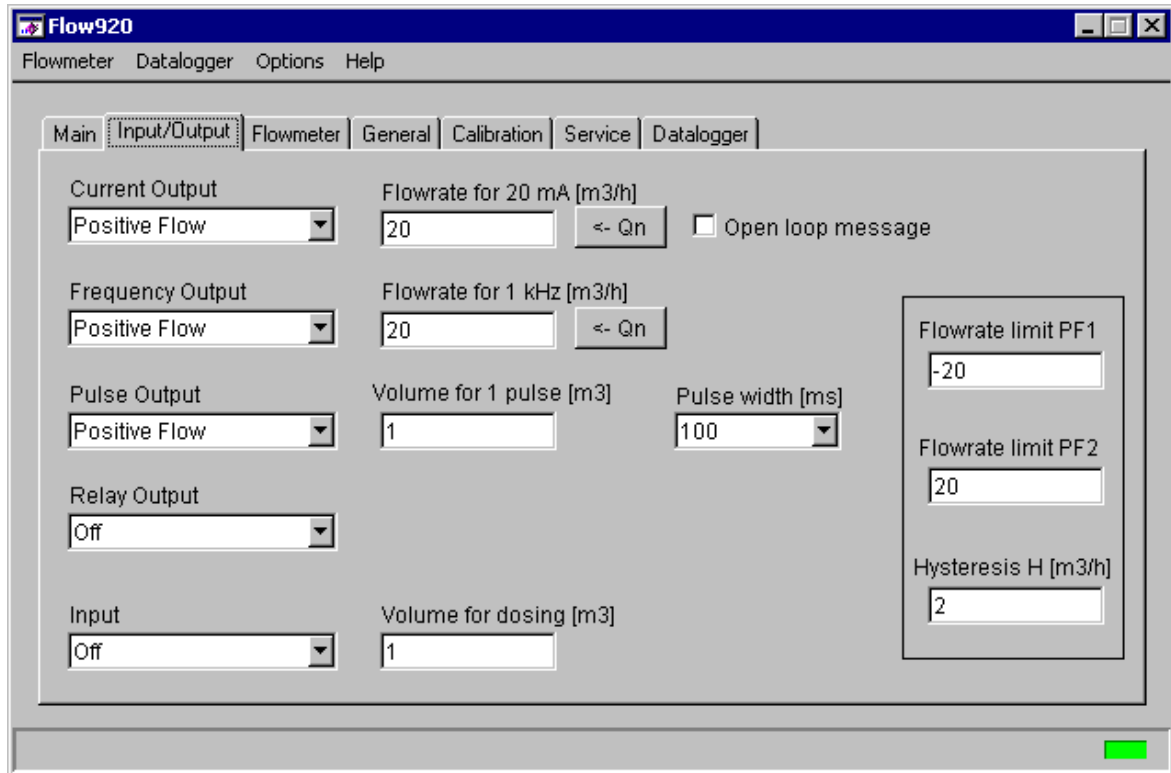 Flow920
Flowmeter Datalogger Options Help
Main Input/Output Flowmeter General Calibration Service Datalogger
Current Output
Positive Flow
Flowrate for 20 mA [m3/h]
20
<- Qn
Open loop message
Frequency Output
Positive Flow
Flowrate for 1 kHz [m3/h]
20
<- Qn
Pulse Output
Positive Flow
Volume for 1 pulse [m3]
1
Pulse width [ms]
100
Relay Output
Off
Input
Off
Volume for dosing [m3]
1
Flowrate limit PF1
-20
Flowrate limit PF2
20
Hysteresis H [m3/h]
2